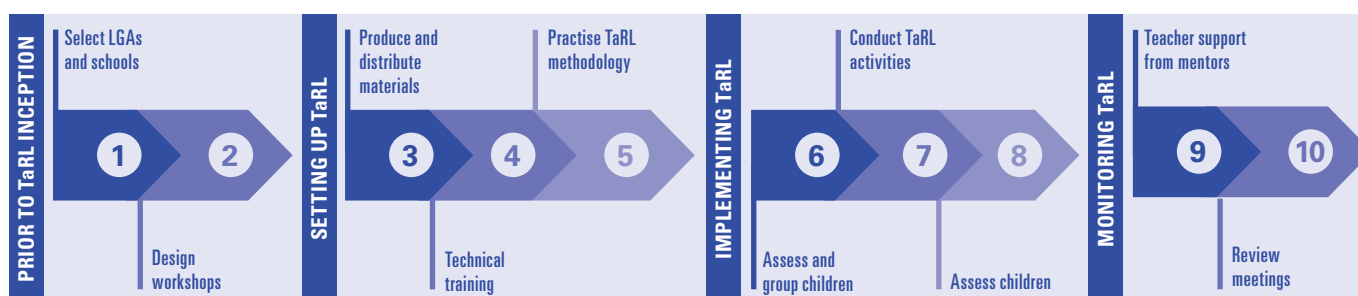 PRIOR TO TaRL INCEPTION
Select LGAs
and schools
1
2
Design
workshops
SETTING UP TaRL
Produce and
distribute
materials
Practise TaRL
methodology
3
4
5
Technical
training
IMPLEMENTING TaRL
Conduct TaRL
activities
6
7
8
Assess and
group children
Assess children
MONITORING TaRL
Teacher support
from mentors
9
10
Review
meetings